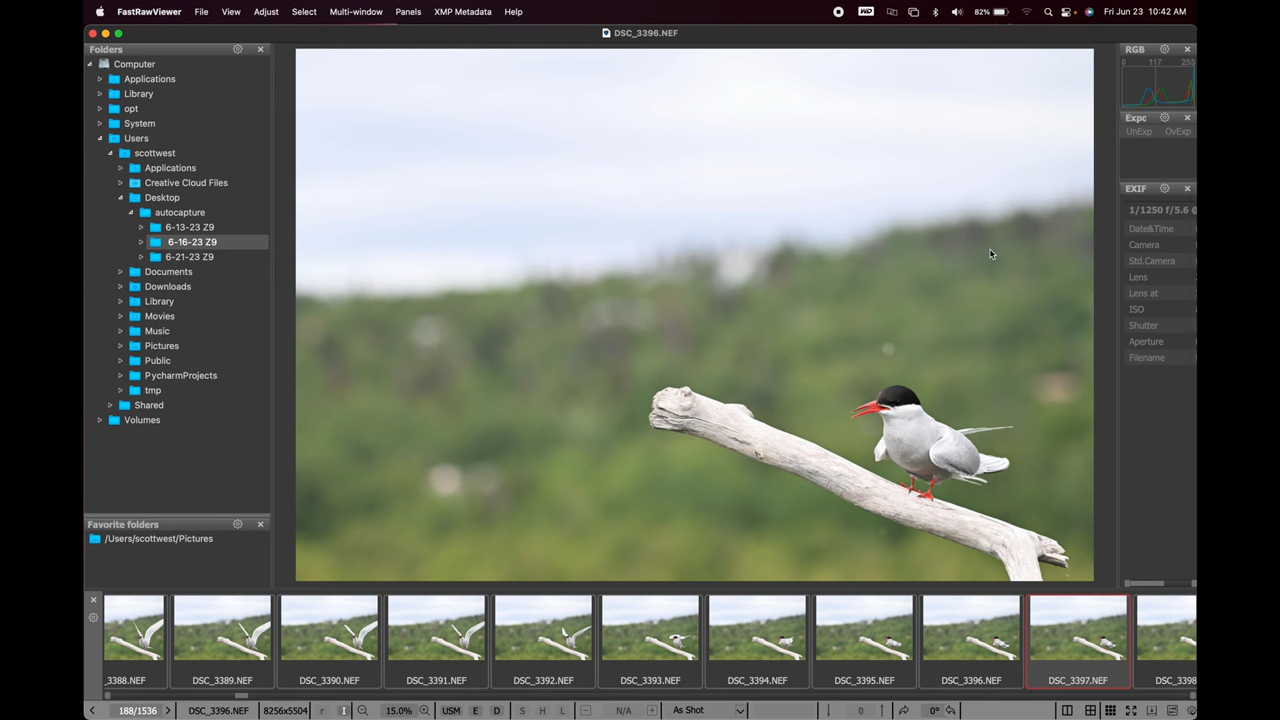 FastRawViewer File View Adjust Select Multi-window Panels XMP Metadata Help WD 82% Fri Jun 23 10:42 AM
DSC_3396.NEF
Folders
Computer
Applications
Library
opt
System
Users
scottwest
Applications
Creative Cloud Files
Desktop
autocapture
6-13-23 Z9
6-16-23 Z9
6-21-23 Z9
Documents
Downloads
Library
Movies
Music
Pictures
Public
PycharmProjects
tmp
Shared
Volumes
Favorite folders
/Users/scottwest/Pictures
RGB
0 117 255
Expo
UnExp OvExp
EXIF
1/1250 f/5.6
Date&Time
Camera
Std.Camera
Lens
Lens at
ISO
Shutter
Aperture
Filename
_3388.NEF DSC_3389.NEF DSC_3390.NEF DSC_3391.NEF DSC_3392.NEF DSC_3393.NEF DSC_3394.NEF DSC_3395.NEF DSC_3396.NEF DSC_3397.NEF DSC_3398
188/1536 DSC_3396.NEF 8256x5504 r I 15.0% USM E D S H L N/A As Shot 0 0°